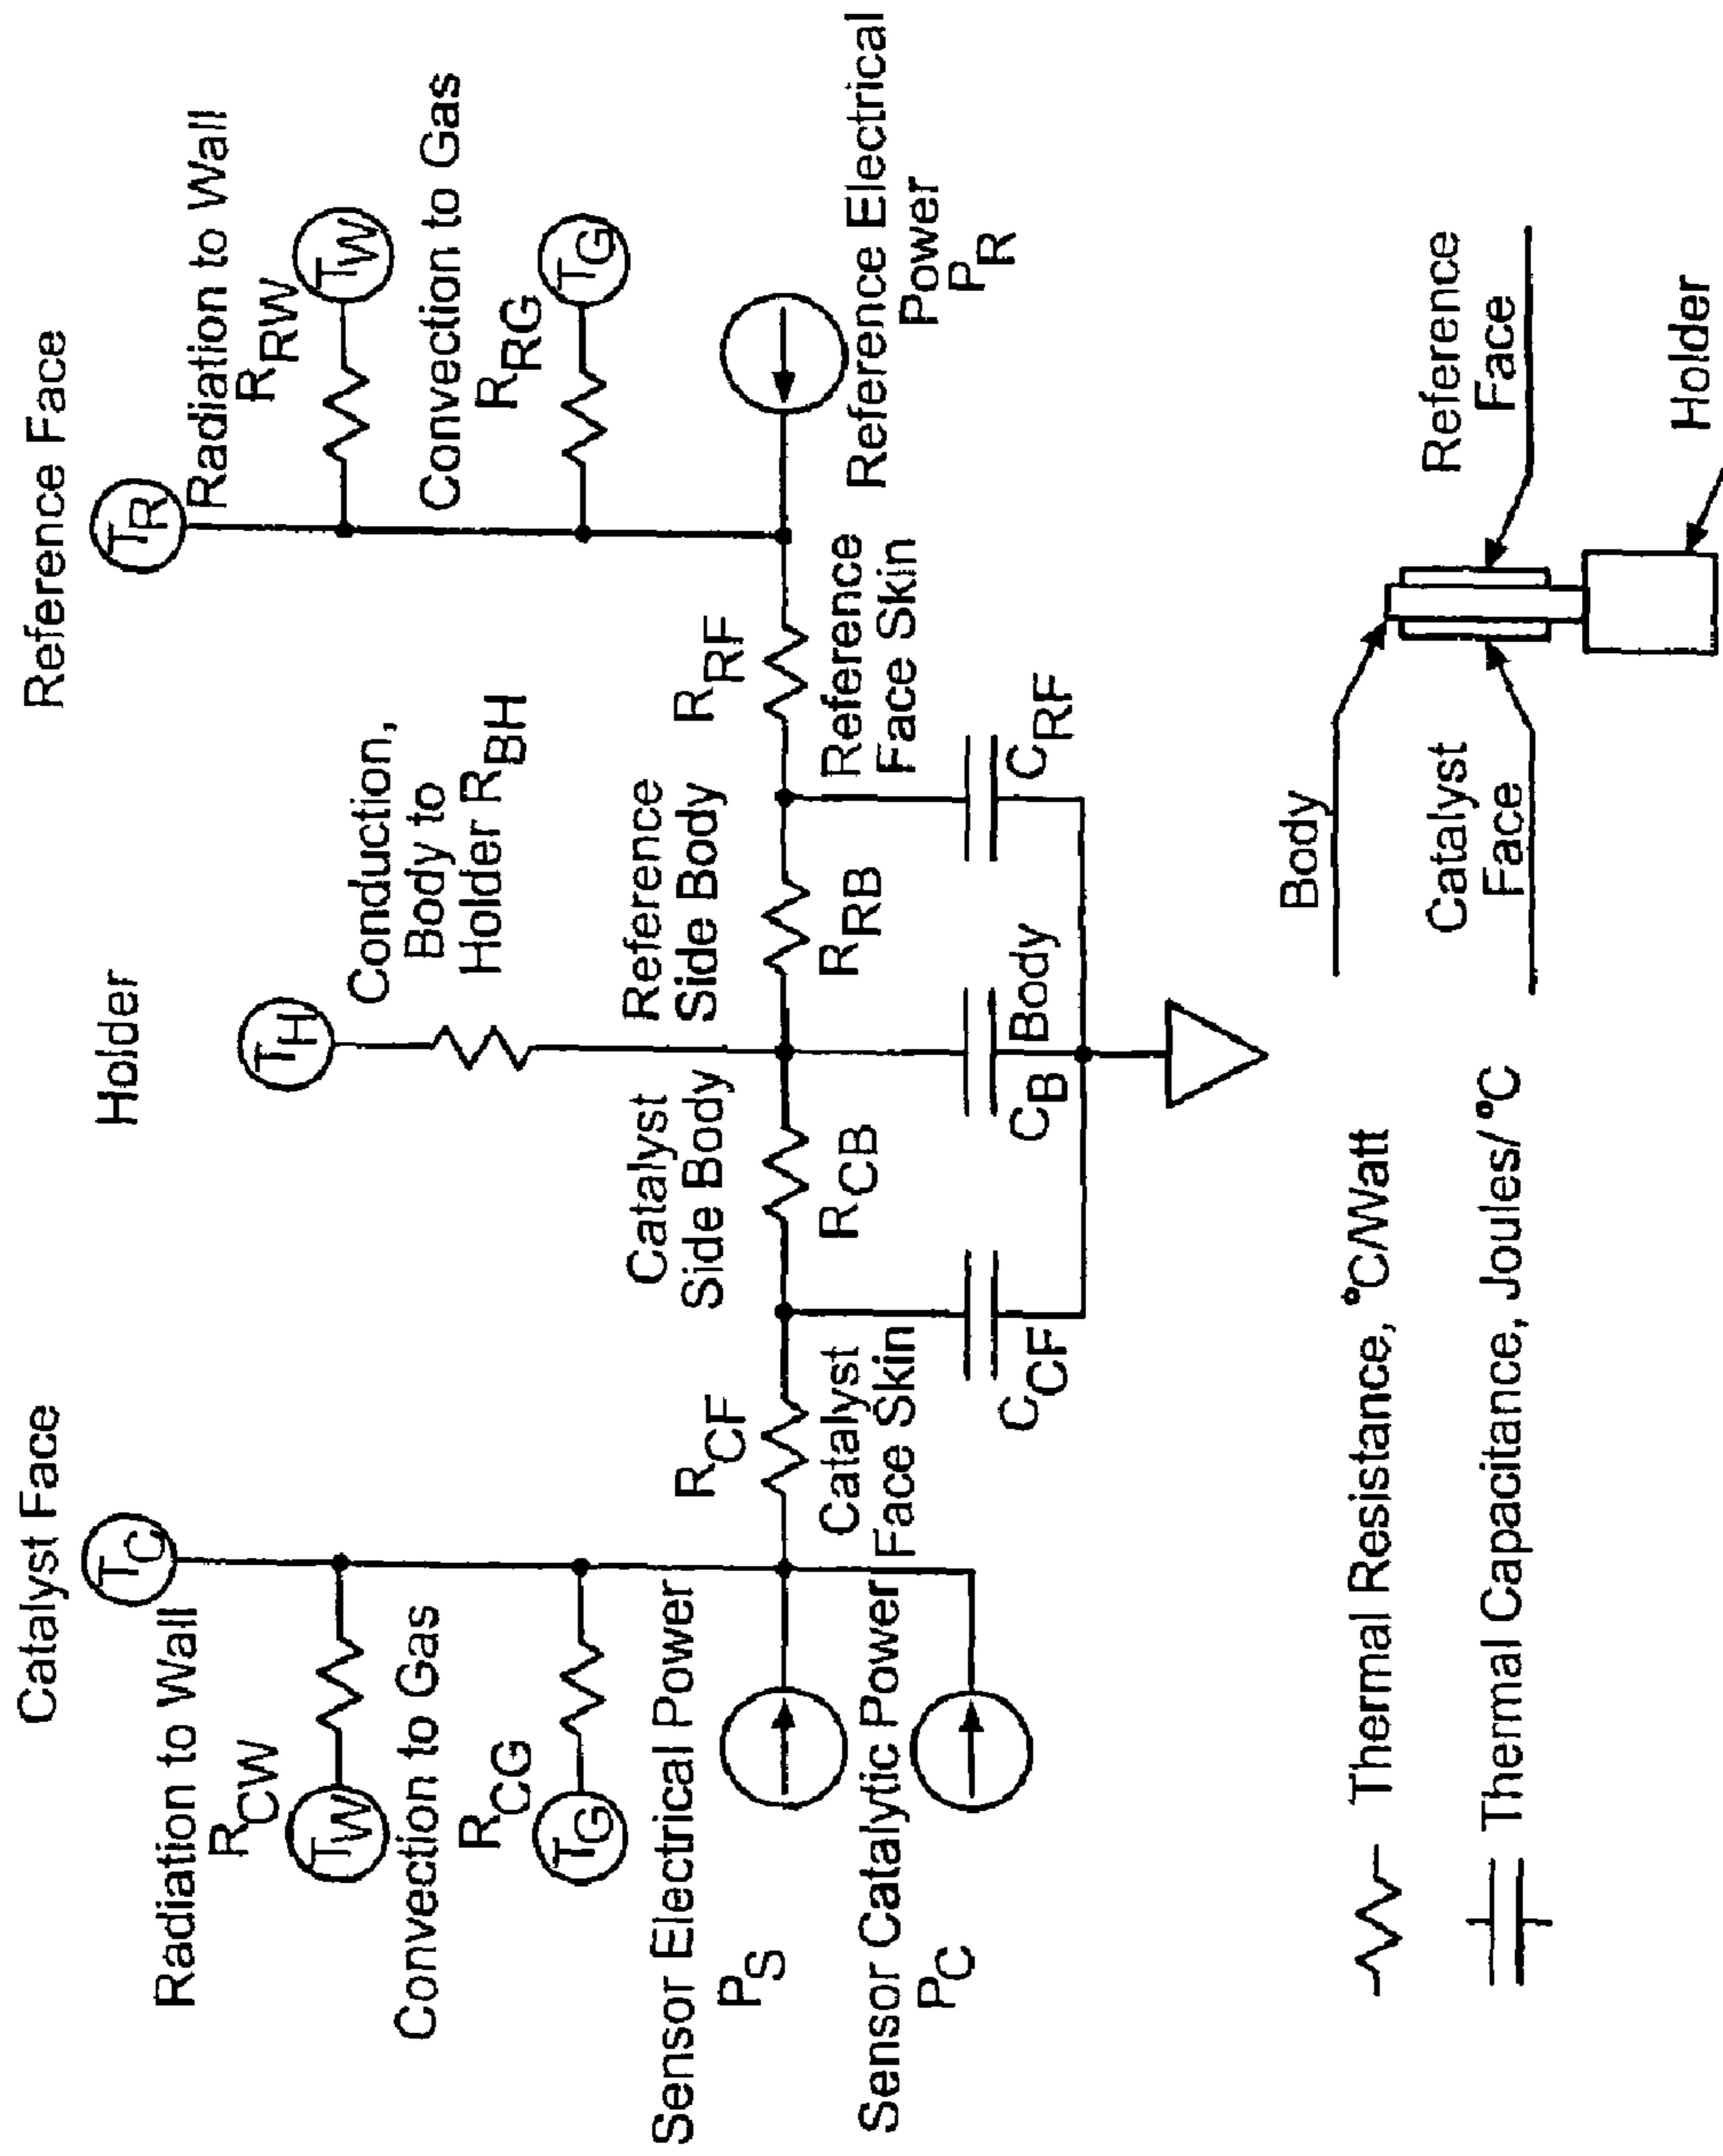 Catalyst Face
Holder
Reference Face
T_C
Radiation to Wall
R_CW
T_W
Convection to Gas
R_CG
T_G
Sensor Electrical Power
P_S
Sensor Catalytic Power
P_C
R_CF
Catalyst
Face Skin
C_CF
Catalyst
Side Body
R_CB
T_H
Conduction,
Body to
Holder R_BH
C_B Body
Reference
Side Body
R_RB
R_RF
Reference
Face Skin
C_RF
T_R
Radiation to Wall
R_RW
T_W
Convection to Gas
R_RG
T_G
Reference Electrical
Power
P_R
Thermal Resistance, °C/Watt
Thermal Capacitance, Joules/°C
Body
Catalyst
Face
Reference
Face
Holder